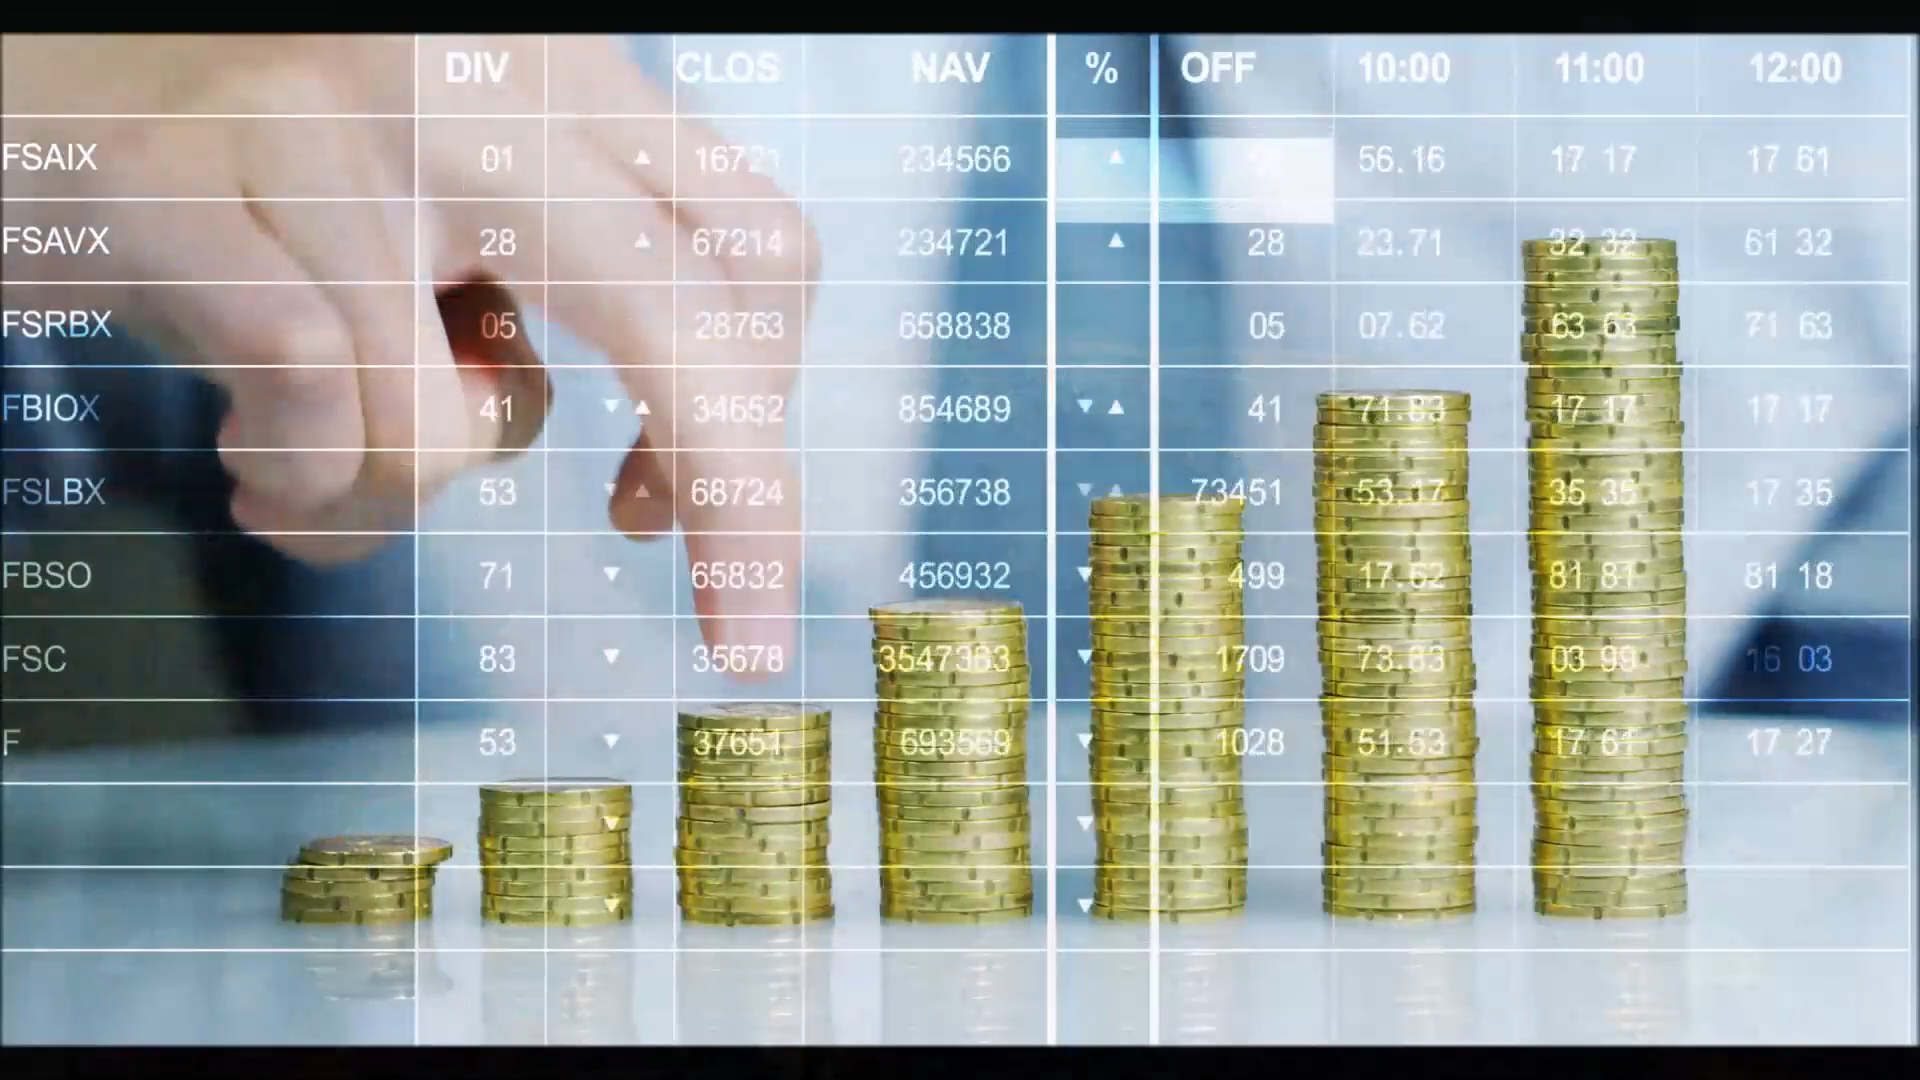 DIV CLOS NAV % OFF 10:00 11:00 12:00
FSAIX 01 234566 56.16 17 17 17 61
FSAVX 28 67214 234721 28 23.71 32 32 61 32
FSRBX 05 28763 658838 05 07.62 63 63 71 63
FBIOX 41 34652 854689 41 71.83 17 17 17 17
FSLBX 53 68724 356738 73451 53.17 35 35 17 35
FBSO 71 65832 456932 499 17.62 81 81 81 18
FSC 83 35678 3547363 1709 73.83 03 99 16 03
F 53 37651 693569 1028 51.63 17 61 17 27